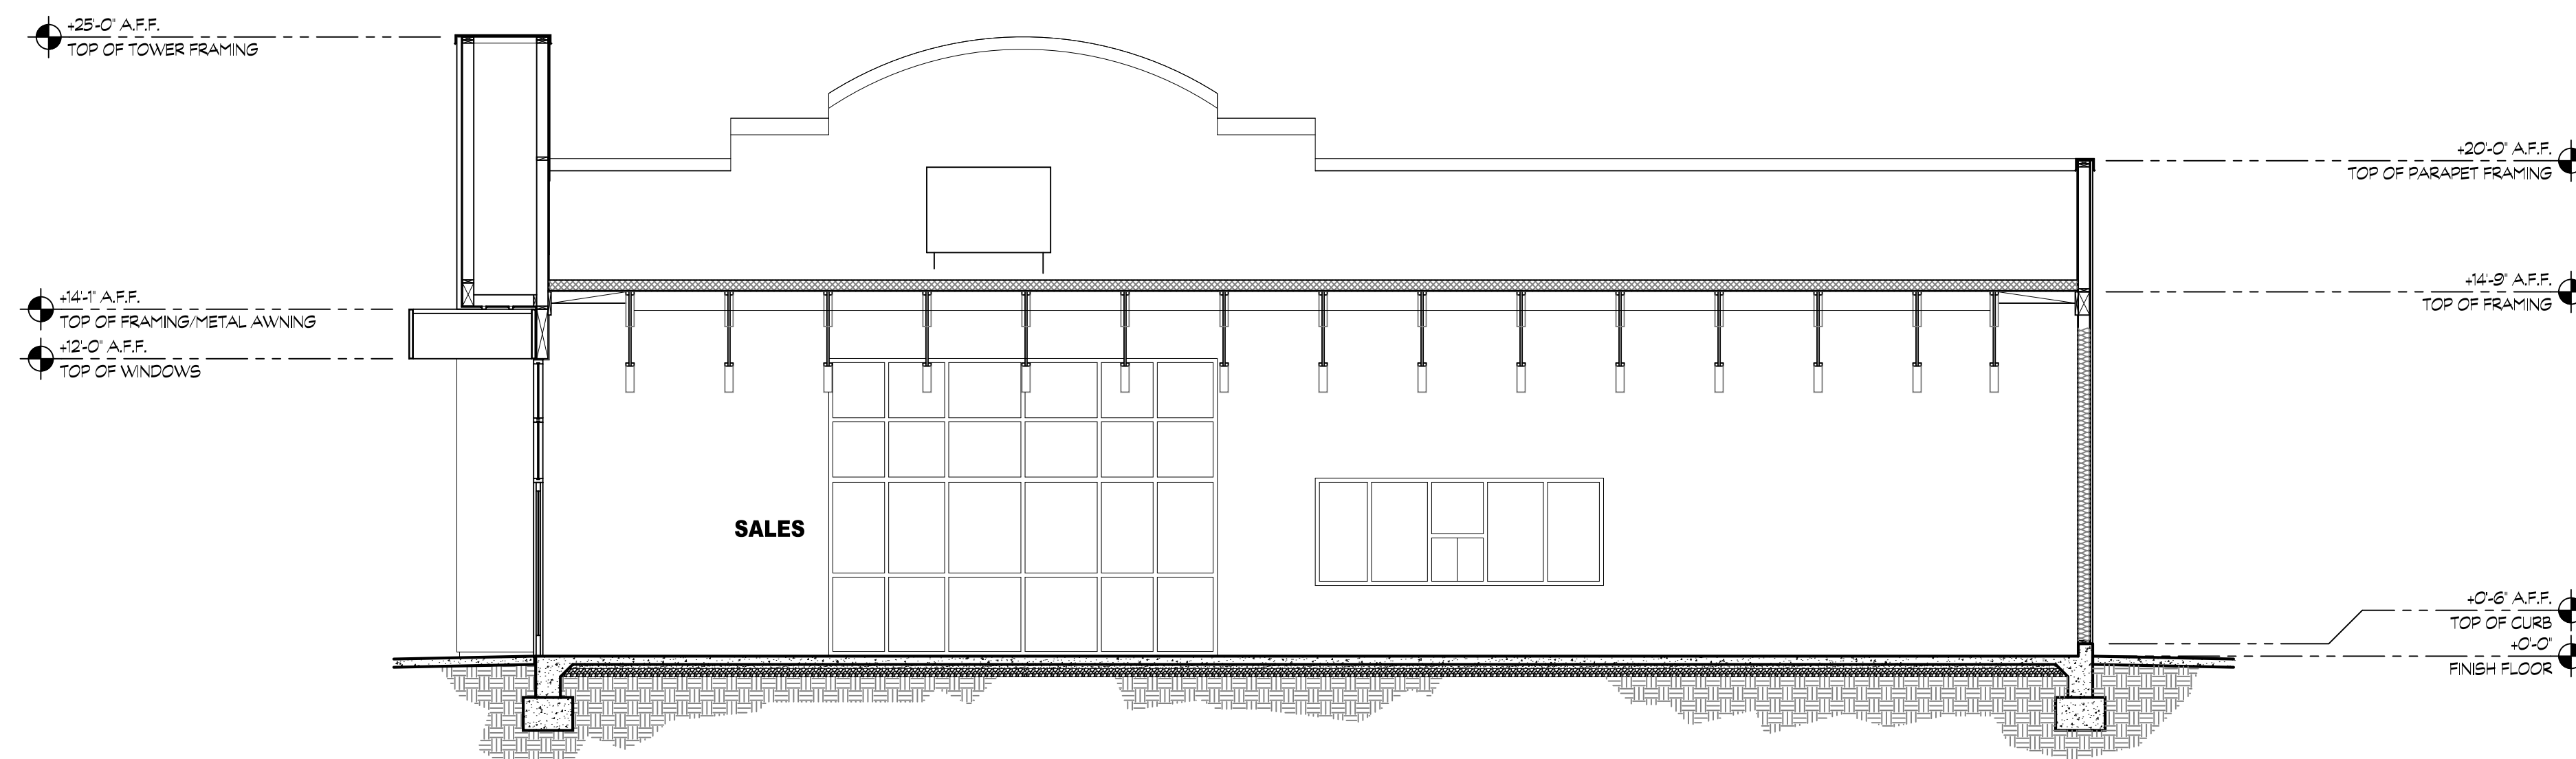 +25'-0" A.F.F.
TOP OF TOWER FRAMING
+20'-0" A.F.F.
TOP OF PARAPET FRAMING
+14'-9" A.F.F.
TOP OF FRAMING
+14'-1" A.F.F.
TOP OF FRAMING/METAL AWNING
+12'-0" A.F.F.
TOP OF WINDOWS
SALES
+0'-6" A.F.F.
TOP OF CURB
+0'-0"
FINISH FLOOR